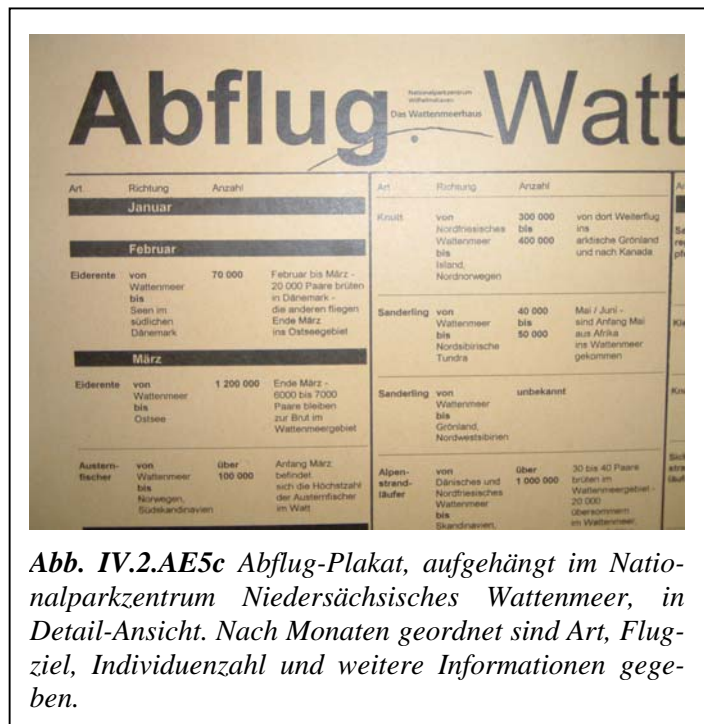 Abflug Watt
Nationalparkzentrum
Wilhelmshaven
Das Wattenmeerhaus
Art Richtung Anzahl
Januar
Februar
Eiderente von 70 000 Februar bis März -
Wattenmeer 20 000 Paare brüten
bis in Dänemark -
Seen im die anderen fliegen
südlichen Ende März
Dänemark ins Ostseegebiet
März
Eiderente von 1 200 000 Ende März -
Wattenmeer 6000 bis 7000
bis Paare bleiben
Ostsee zur Brut im
Wattenmeergebiet
Austern- von über Anfang März
fischer Wattenmeer 100 000 befindet
bis sich die Höchstzahl
Norwegen, der Austernfischer
Südskandinavien im Watt
Art Richtung Anzahl
Knutt von 300 000 von dort Weiterflug
Nordfriesisches bis ins
Wattenmeer 400 000 arktische Grönland
bis und nach Kanada
Island,
Nordnorwegen
Sanderling von 40 000 Mai / Juni -
Wattenmeer bis sind Anfang Mai
bis 50 000 aus Afrika
Nordsibirische ins Wattenmeer
Tundra gekommen
Sanderling von unbekannt
Wattenmeer
bis
Grönland,
Nordwestsibirien
Alpen- von über 30 bis 40 Paare
strand- Dänisches und 1 000 000 brüten im
läufer Nordfriesisches Wattenmeergebiet -
Wattenmeer 20 000
bis übersommern
Skandinavien, im Wattenmeer,
Abb. IV.2.AE5c Abflug-Plakat, aufgehängt im Natio-
nalparkzentrum Niedersächsisches Wattenmeer, in
Detail-Ansicht. Nach Monaten geordnet sind Art, Flug-
ziel, Individuenzahl und weitere Informationen gege-
ben.